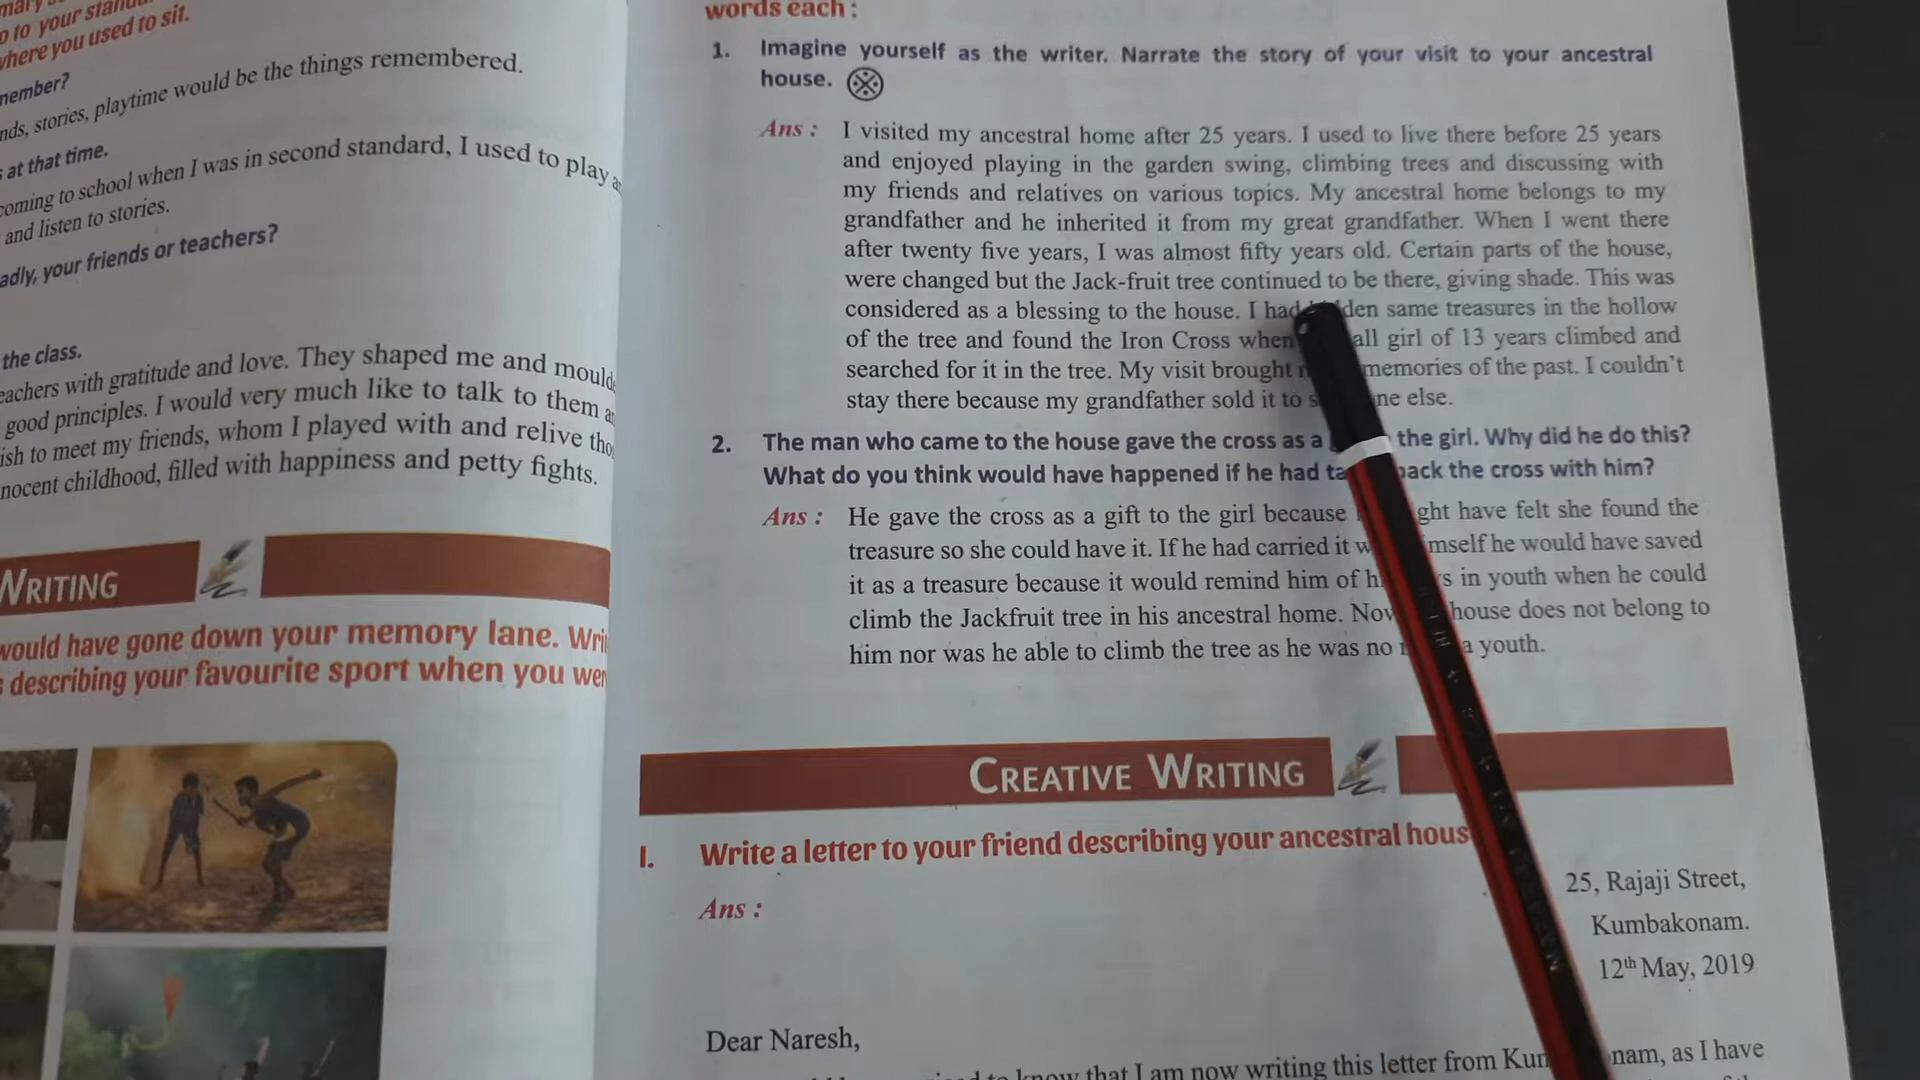 o to your
where you used to sit.
member?
nds, stories, playtime would be the things remembered.
at that time.
coming to school when I was in second standard, I used to play
and listen to stories.
adly, your friends or teachers?
the class.
eachers with gratitude and love. They shaped me and mould
good principles. I would very much like to talk to them
ish to meet my friends, whom I played with and relive tho
nocent childhood, filled with happiness and petty fights.
WRITING
would have gone down your memory lane. Wri
describing your favourite sport when you wer
words each :
1. Imagine yourself as the writer. Narrate the story of your visit to your ancestral
house.
Ans : I visited my ancestral home after 25 years. I used to live there before 25 years
and enjoyed playing in the garden swing, climbing trees and discussing with
my friends and relatives on various topics. My ancestral home belongs to my
grandfather and he inherited it from my great grandfather. When I went there
after twenty five years, I was almost fifty years old. Certain parts of the house,
were changed but the Jack-fruit tree continued to be there, giving shade. This was
considered as a blessing to the house. I had den same treasures in the hollow
of the tree and found the Iron Cross when all girl of 13 years climbed and
searched for it in the tree. My visit brought memories of the past. I couldn't
stay there because my grandfather sold it to ne else.
2. The man who came to the house gave the cross as a the girl. Why did he do this?
What do you think would have happened if he had ta back the cross with him?
Ans : He gave the cross as a gift to the girl because ght have felt she found the
treasure so she could have it. If he had carried it w mself he would have saved
it as a treasure because it would remind him of h s in youth when he could
climb the Jackfruit tree in his ancestral home. Now house does not belong to
him nor was he able to climb the tree as he was no a youth.
CREATIVE WRITING
I. Write a letter to your friend describing your ancestral hous
Ans :
25, Rajaji Street,
Kumbakonam.
12th May, 2019
Dear Naresh,
to know that I am now writing this letter from Kum nam, as I have